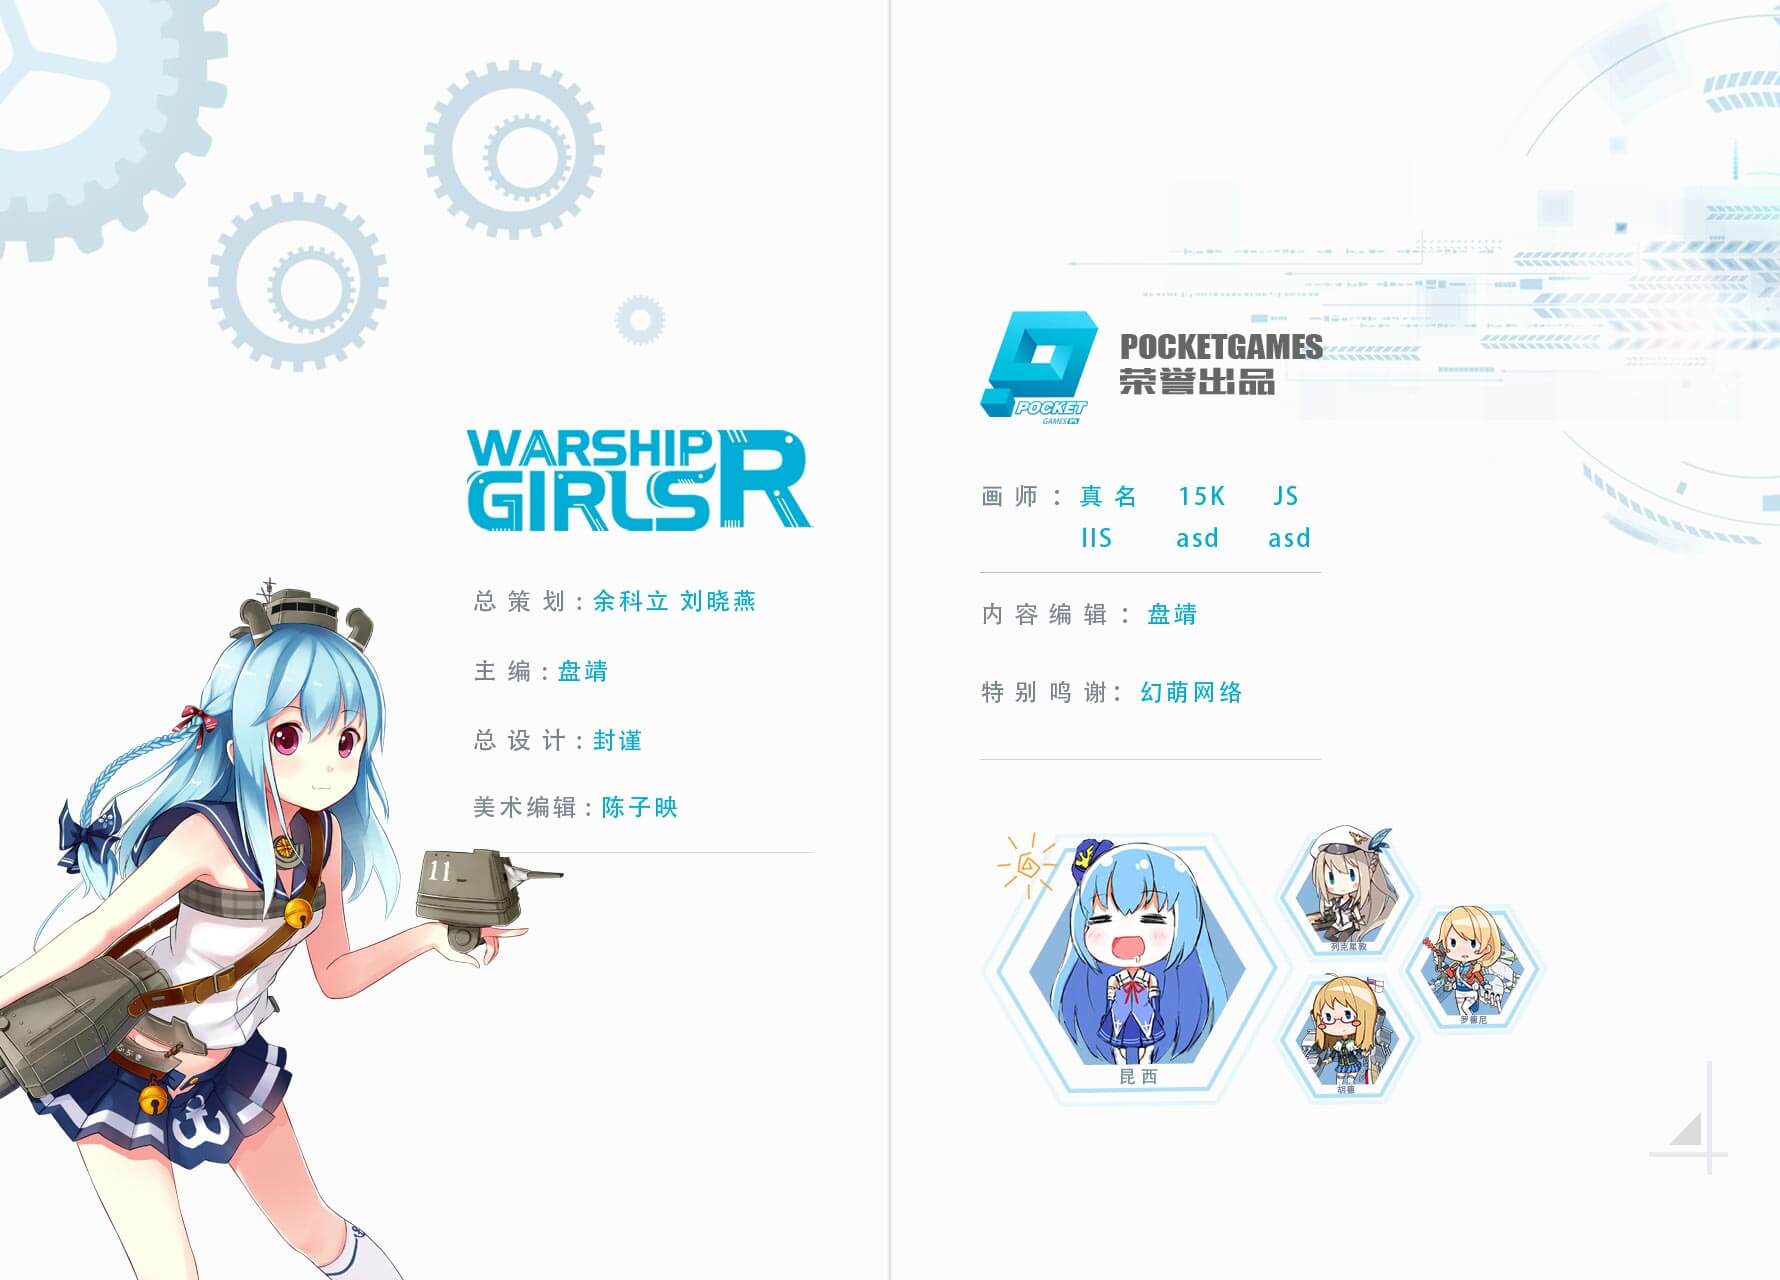 WARSHIP
GIRLS R
总策划：余科立 刘晓燕
主编：盘靖
总设计：封谨
美术编辑：陈子映
11
POCKET
GAMES
POCKETGAMES
荣誉出品
画师：真名 15K JS
IIS asd asd
内容编辑：盘靖
特别鸣谢：幻萌网络
昆西
列克星敦
罗德尼
胡德